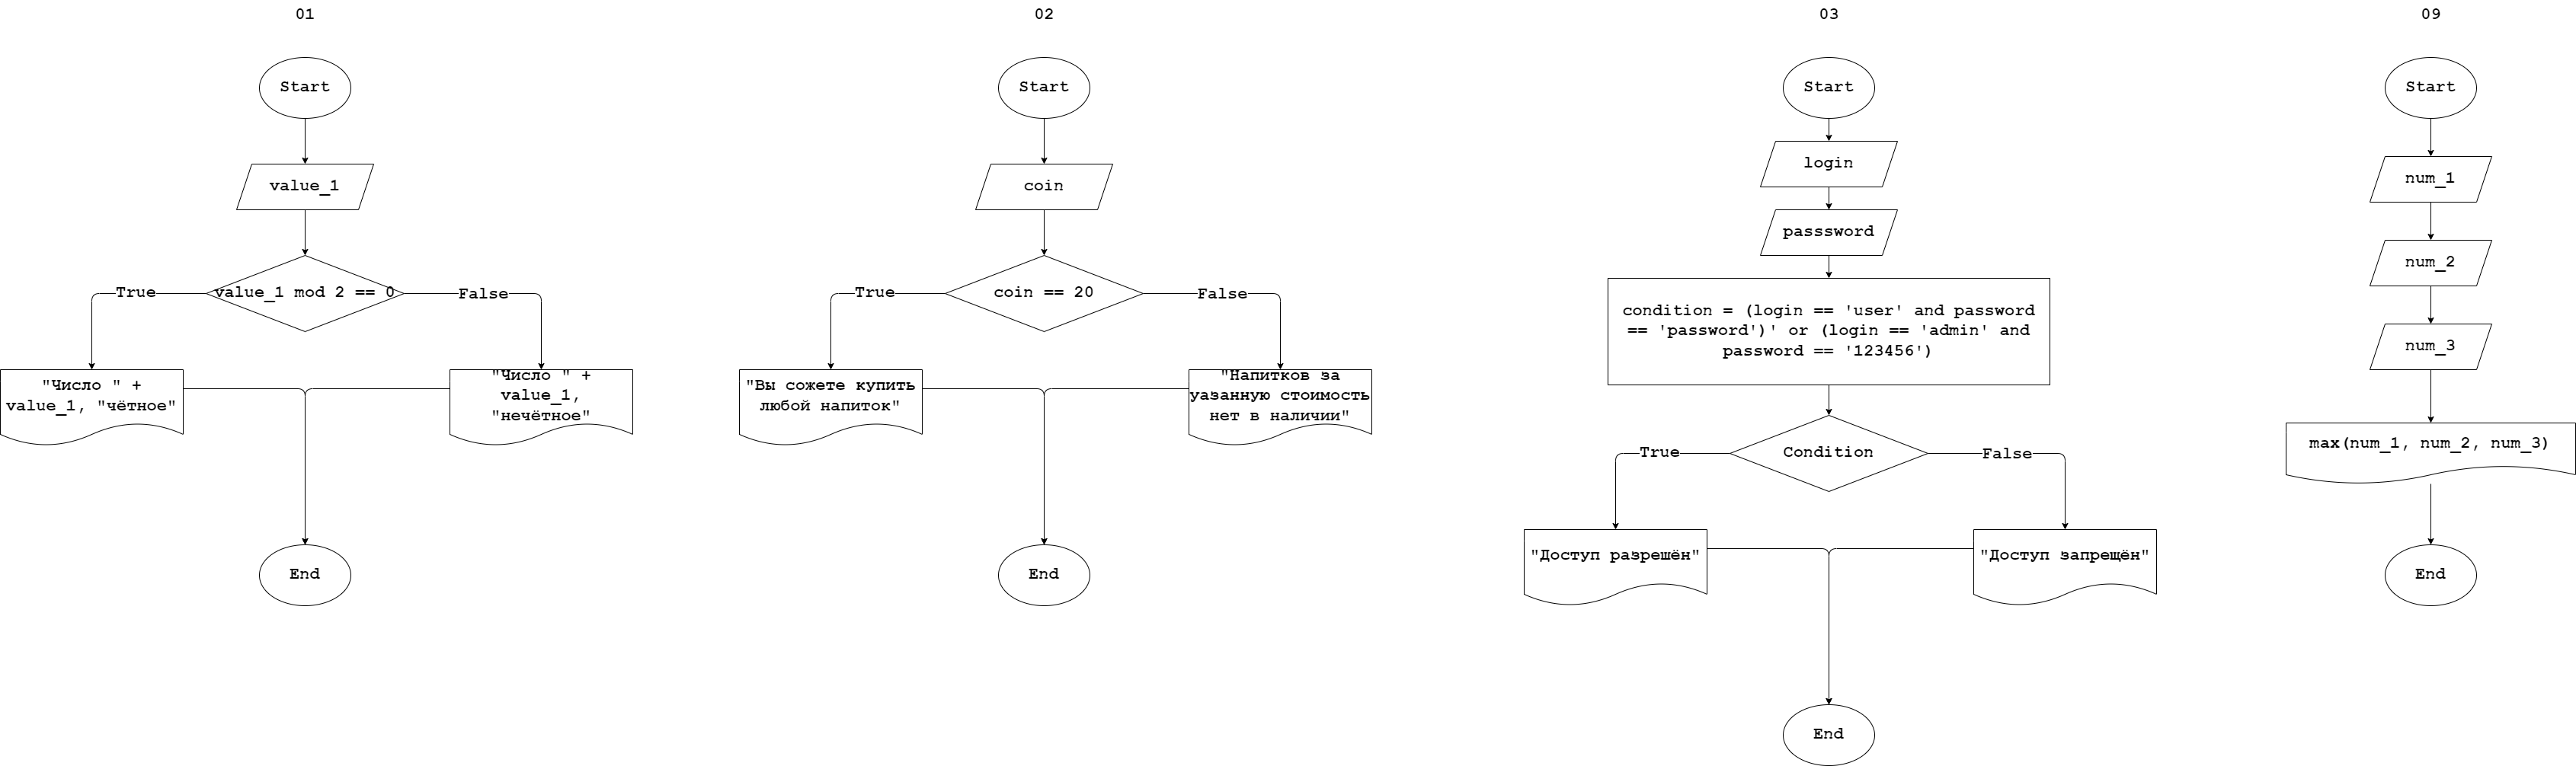 01
Start
value_1
value_1 mod 2 == 0
True
False
"Число " +
value_1, "чётное"
"Число " +
value_1,
"нечётное"
End
02
Start
coin
coin == 20
True
False
"Вы сожете купить
любой напиток"
"Напитков за
уазанную стоимость
нет в наличии"
End
03
Start
login
passsword
condition = (login == 'user' and password
== 'password')' or (login == 'admin' and
password == '123456')
Condition
True
False
"Доступ разрешён"
"Доступ запрещён"
End
09
Start
num_1
num_2
num_3
max(num_1, num_2, num_3)
End